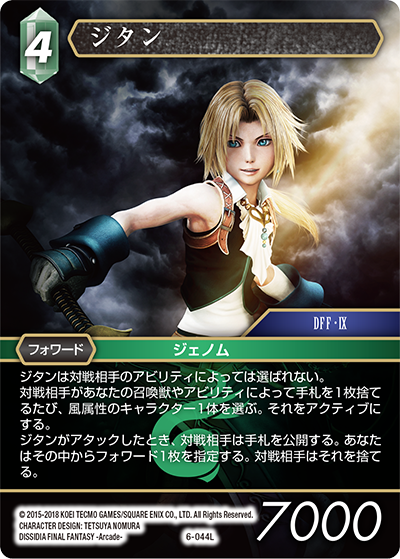 4
ジタン
DFF・IX
フォワード
ジェノム
ジタンは対戦相手のアビリティによっては選ばれない。
対戦相手があなたの召喚獣やアビリティによって手札を1枚捨て
るたび、風属性のキャラクター1体を選ぶ。それをアクティブに
する。
ジタンがアタックしたとき、対戦相手は手札を公開する。あなた
はその中からフォワード1枚を指定する。対戦相手はそれを捨て
る。
© 2015-2018 KOEI TECMO GAMES/SQUARE ENIX CO., LTD. All Rights Reserved.
CHARACTER DESIGN: TETSUYA NOMURA
DISSIDIA FINAL FANTASY -Arcade-
6-044L
7000